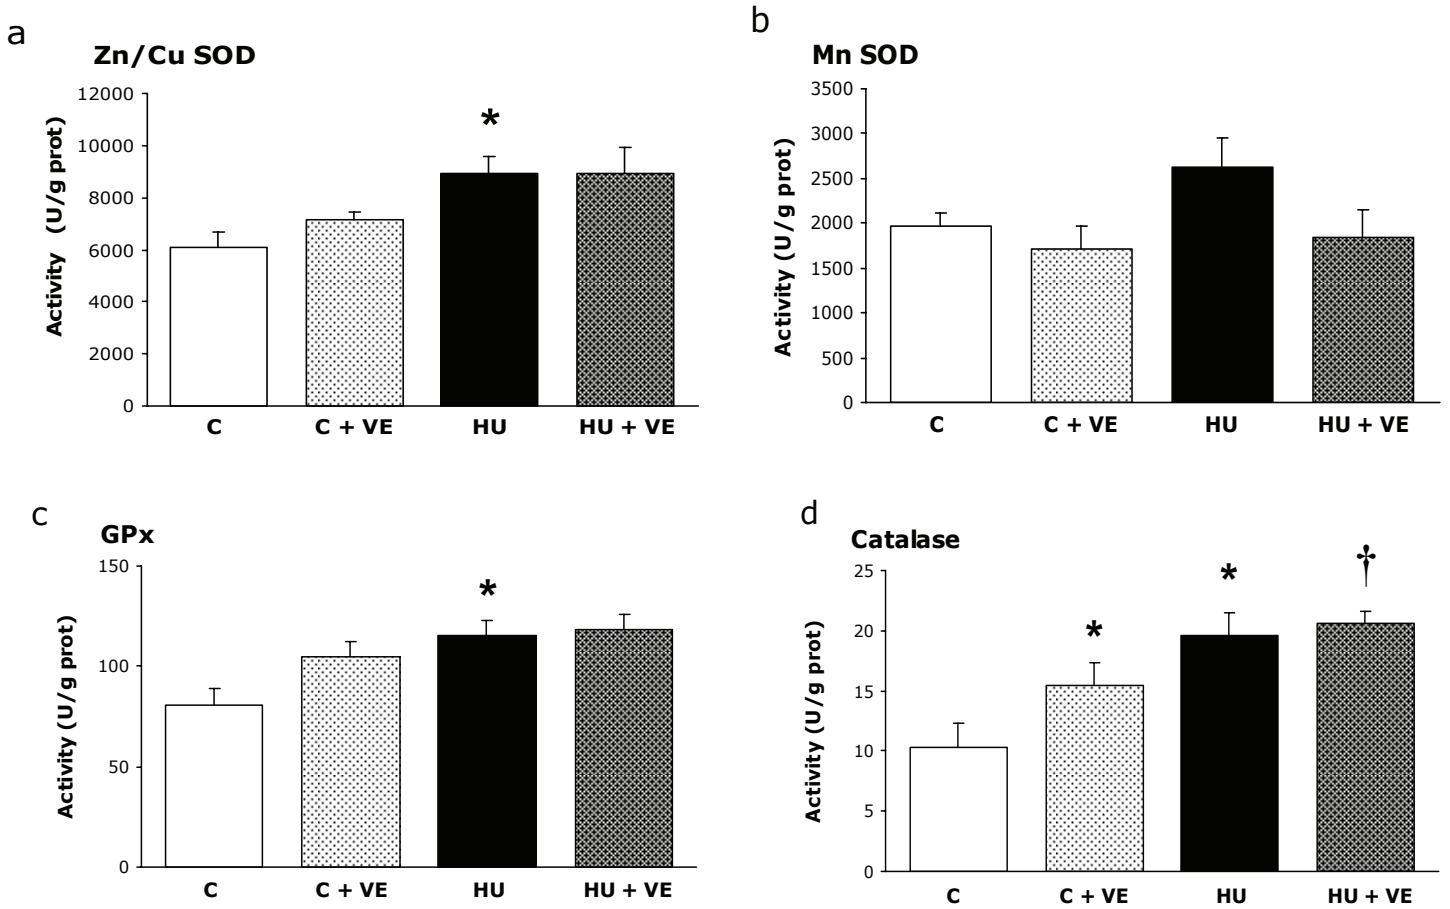 a
Zn/Cu SOD
Activity (U/g prot)
12000
10000
8000
6000
4000
2000
0
*
C
C + VE
HU
HU + VE
b
Mn SOD
Activity (U/g prot)
3500
3000
2500
2000
1500
1000
500
0
C
C + VE
HU
HU + VE
c
GPx
Activity (U/g prot)
150
100
50
0
*
C
C + VE
HU
HU + VE
d
Catalase
Activity (U/g prot)
25
20
15
10
5
0
*
*
†
C
C + VE
HU
HU + VE